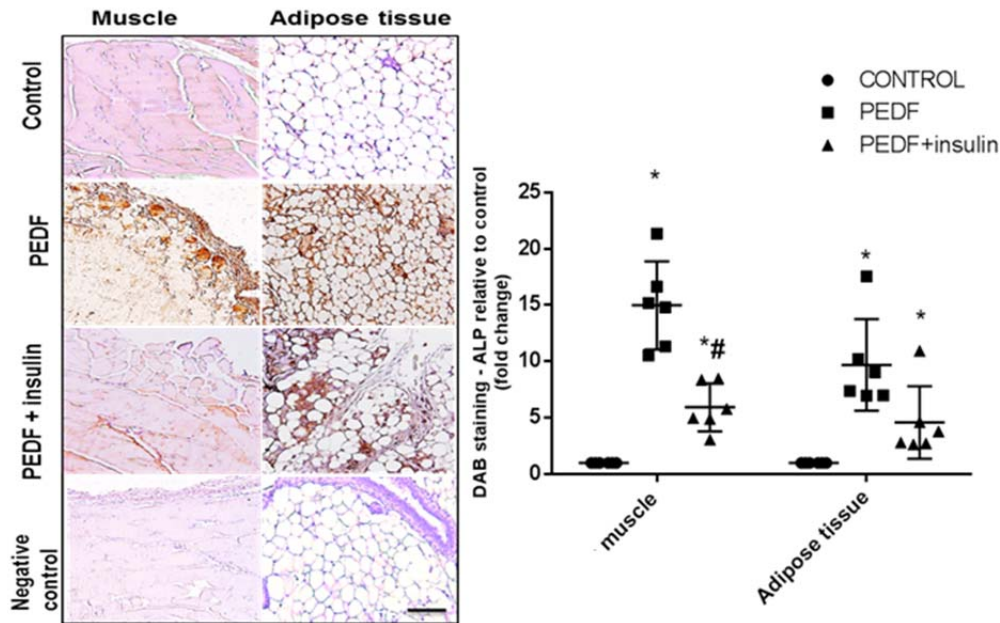 Muscle Adipose tissue
Control
PEDF
PEDF + insulin
Negative
control
CONTROL
PEDF
PEDF+insulin
DAB staining - ALP relative to control
(fold change)
25
20
15
10
5
0
*
*#
*
*
muscle
Adipose tissue